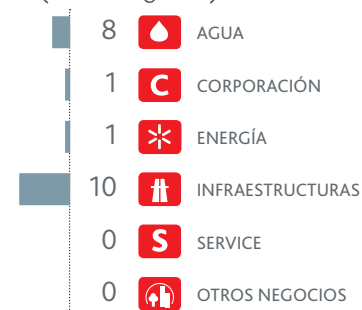 8 AGUA
1 C CORPORACIÓN
1 ENERGÍA
10 INFRAESTRUCTURAS
0 S SERVICE
0 OTROS NEGOCIOS